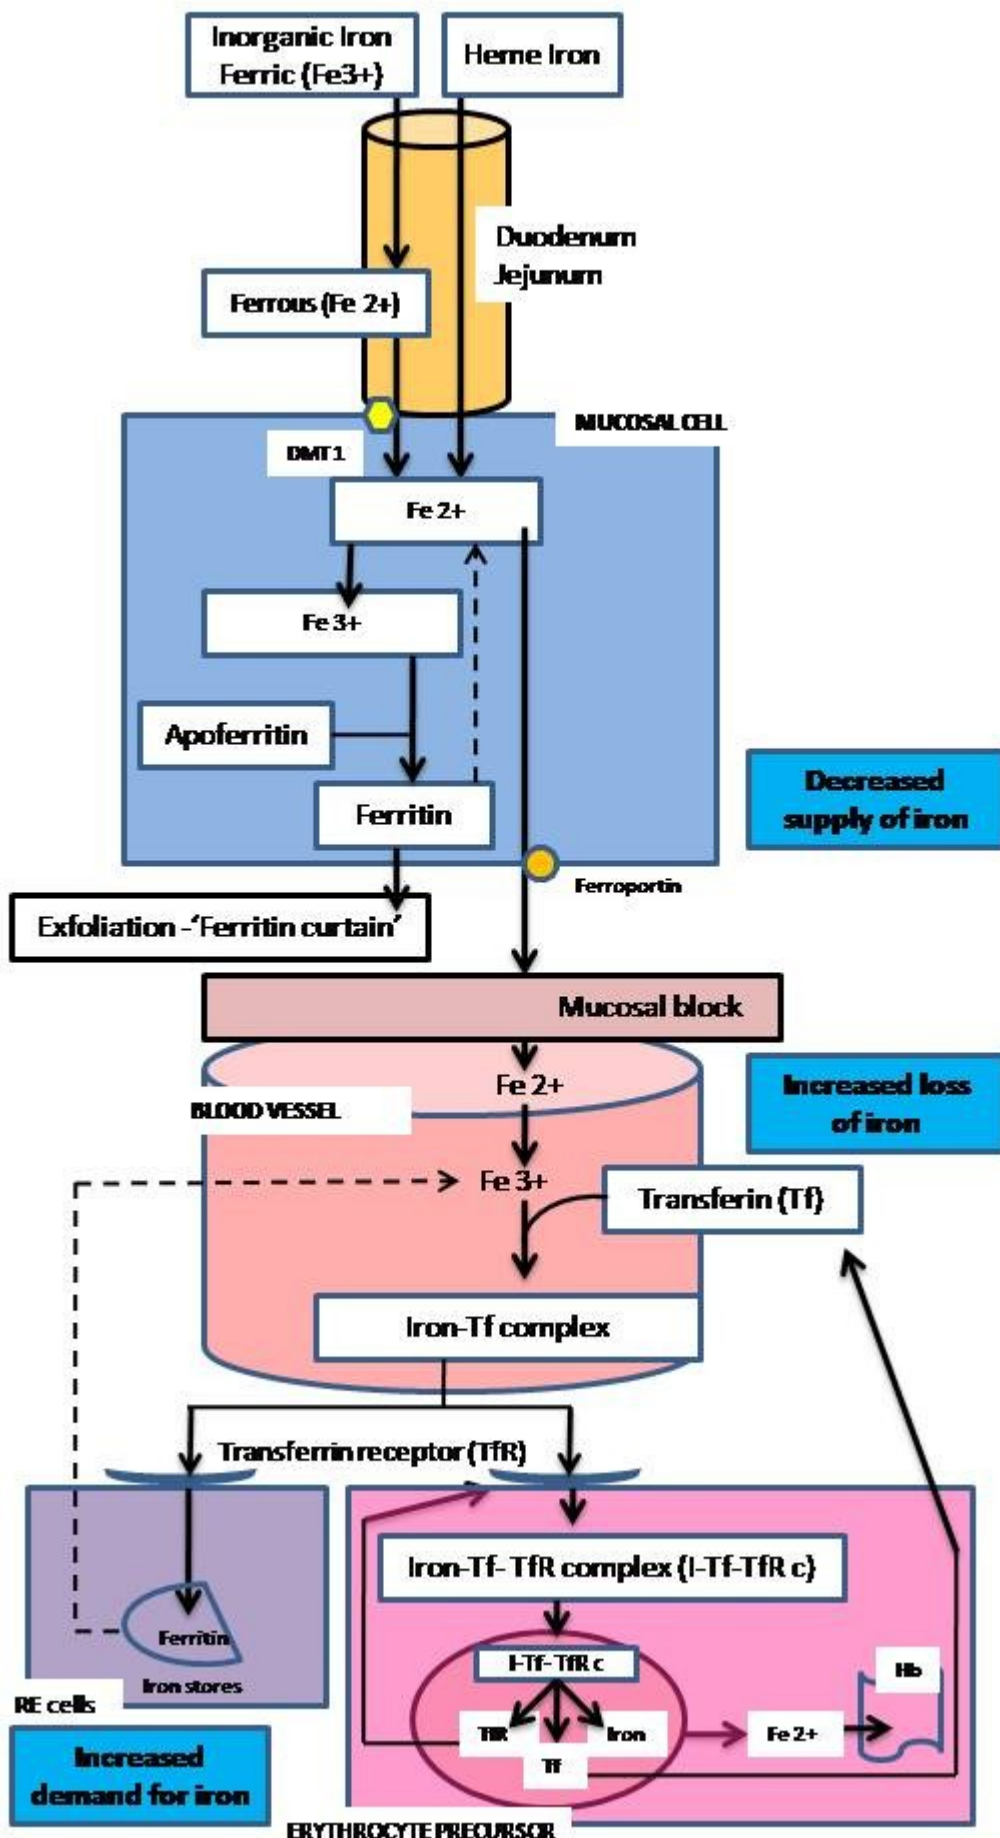 Inorganic Iron
Ferric (Fe3+)
Heme Iron
Duodenum
Jejunum
Ferrous (Fe 2+)
MUCOSAL CELL
DMT 1
Fe 2+
Fe 3+
Apoferritin
Ferritin
Decreased
supply of iron
Ferroportin
Exfoliation -‘Ferritin curtain’
Mucosal block
Fe 2+
Increased loss
of iron
BLOOD VESSEL
Fe 3+
Transferin (Tf)
Iron-Tf complex
Transferrin receptor (TfR)
Iron-Tf- TfR complex (I-Tf-TfR c)
Ferritin
Iron stores
RE cells
I-Tf- TfR c
Hb
TfR
Iron
Fe 2+
Tf
Increased
demand for iron
ERYTHROCYTE PRECURSOR